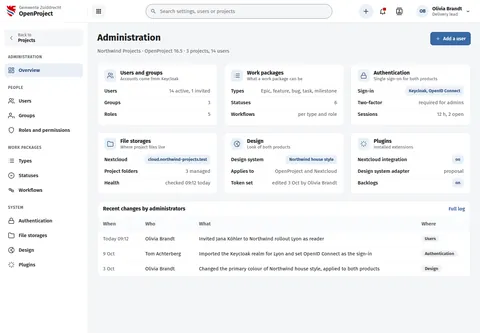 Gemeente Zuiddrecht
OpenProject
Search settings, users or projects
OB
Olivia Brandt
Delivery lead
Back to
Projects
ADMINISTRATION
Overview
PEOPLE
Users
Groups
Roles and permissions
WORK PACKAGES
Types
Statuses
Workflows
SYSTEM
Authentication
File storages
Design
Plugins
Administration
Northwind Projects · OpenProject 16.5 · 3 projects, 14 users
Add a user
Users and groups
Accounts come from Keycloak
Users 14 active, 1 invited
Groups 3
Roles 5
Work packages
What a work package can be
Types Epic, feature, bug, task, milestone
Statuses 6
Workflows per type and role
Authentication
Single sign-on for both products
Sign-in Keycloak, OpenID Connect
Two-factor required for admins
Sessions 12 h, 2 open
File storages
Where project files live
Nextcloud cloud.northwind-projects.test
Project folders 3 managed
Health checked 09:12 today
Design
Look of both products
Design system Northwind house style
Applies to OpenProject and Nextcloud
Token set edited 3 Oct by Olivia Brandt
Plugins
Installed extensions
Nextcloud integration on
Design system adapter proposal
Backlogs on
Recent changes by administrators
Full log
When Who What Where
Today 09:12 Olivia Brandt Invited Jana Köhler to Northwind rollout Lyon as reader Users
9 Oct Tom Achterberg Imported the Keycloak realm for Lyon and set OpenID Connect as the sign-in Authentication
3 Oct Olivia Brandt Changed the primary colour of Northwind house style, applied to both products Design